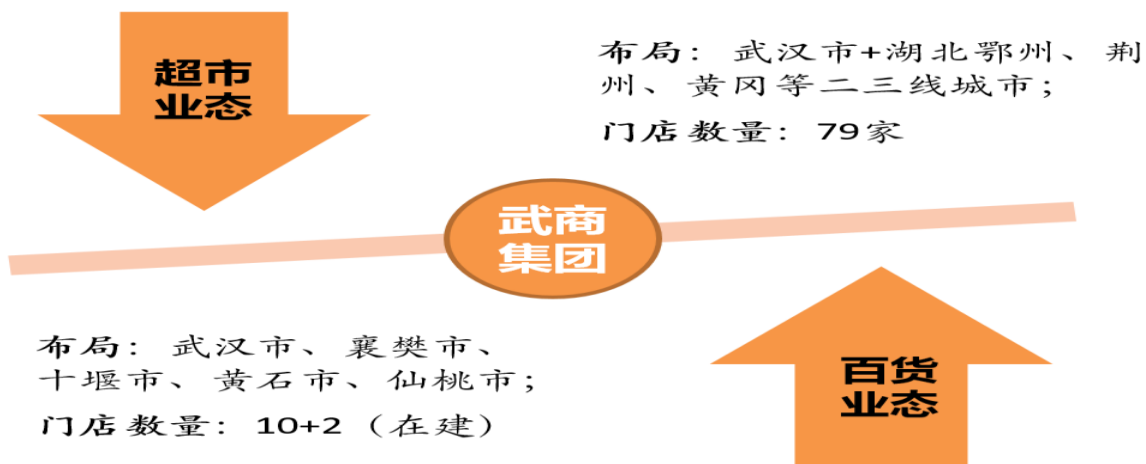 超市
业态
布局：武汉市+湖北鄂州、荆
州、黄冈等二三线城市；
门店数量：79家
武商
集团
布局：武汉市、襄樊市、
十堰市、黄石市、仙桃市；
门店数量：10+2（在建）
百货
业态